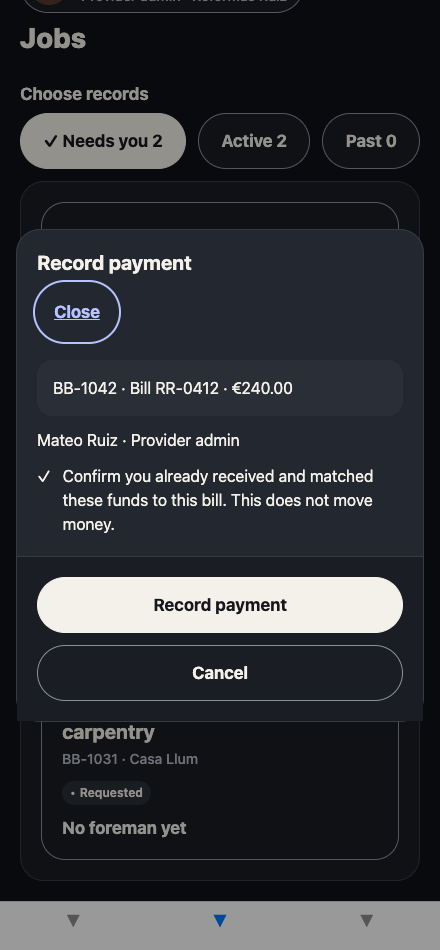 Jobs
Choose records
✓ Needs you 2
Active 2
Past 0
Record payment
Close
BB-1042 · Bill RR-0412 · €240.00
Mateo Ruiz · Provider admin
✓ Confirm you already received and matched
these funds to this bill. This does not move
money.
Record payment
Cancel
carpentry
BB-1031 · Casa Llum
• Requested
No foreman yet